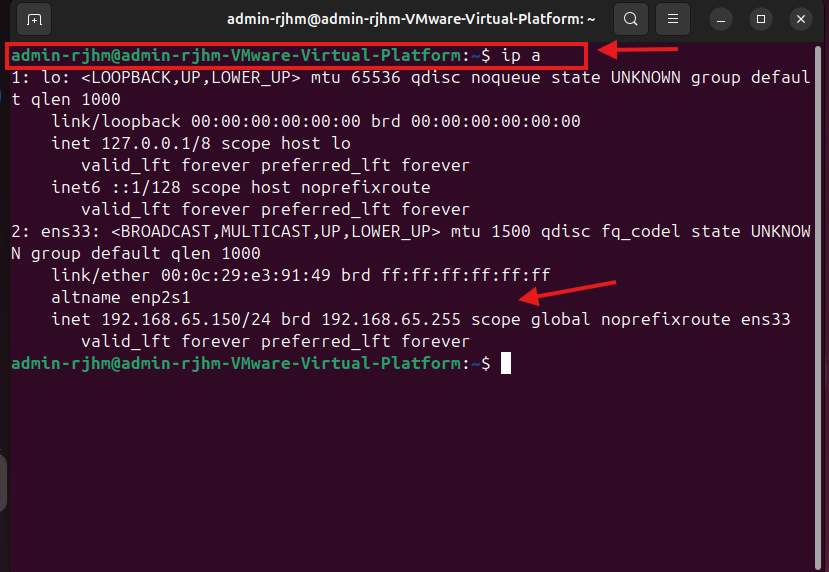 admin-rjhm@admin-rjhm-VMware-Virtual-Platform: ~
admin-rjhm@admin-rjhm-VMware-Virtual-Platform:~$ ip a
1: lo: <LOOPBACK,UP,LOWER_UP> mtu 65536 qdisc noqueue state UNKNOWN group defaul
t qlen 1000
    link/loopback 00:00:00:00:00:00 brd 00:00:00:00:00:00
    inet 127.0.0.1/8 scope host lo
       valid_lft forever preferred_lft forever
    inet6 ::1/128 scope host noprefixroute
       valid_lft forever preferred_lft forever
2: ens33: <BROADCAST,MULTICAST,UP,LOWER_UP> mtu 1500 qdisc fq_codel state UNKNOW
N group default qlen 1000
    link/ether 00:0c:29:e3:91:49 brd ff:ff:ff:ff:ff:ff
    altname enp2s1
    inet 192.168.65.150/24 brd 192.168.65.255 scope global noprefixroute ens33
       valid_lft forever preferred_lft forever
admin-rjhm@admin-rjhm-VMware-Virtual-Platform:~$